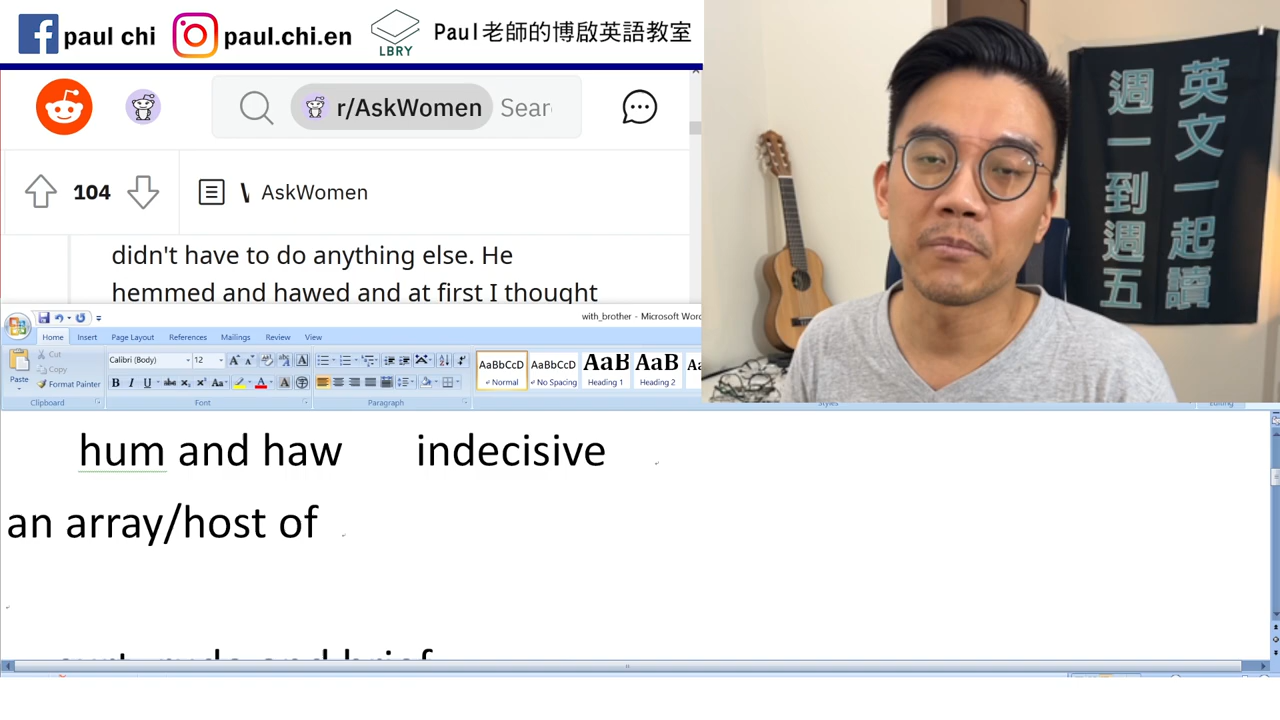 paul chi
paul.chi.en
LBRY
Paul老師的博啟英語教室
r/AskWomen
104
AskWomen
didn't have to do anything else. He
hemmed and hawed and at first I thought
with_brother - Microsoft Word
Home Insert Page Layout References Mailings Review View
Paste
Cut
Copy
Format Painter
Calibri (Body) 12
AaBbCcD
Normal
AaBbCcD
No Spacing
AaB
Heading 1
AaB
Heading 2
Clipboard
Font
Paragraph
Styles
Editing
hum and haw indecisive
an array/host of
英文一起讀
週一到週五